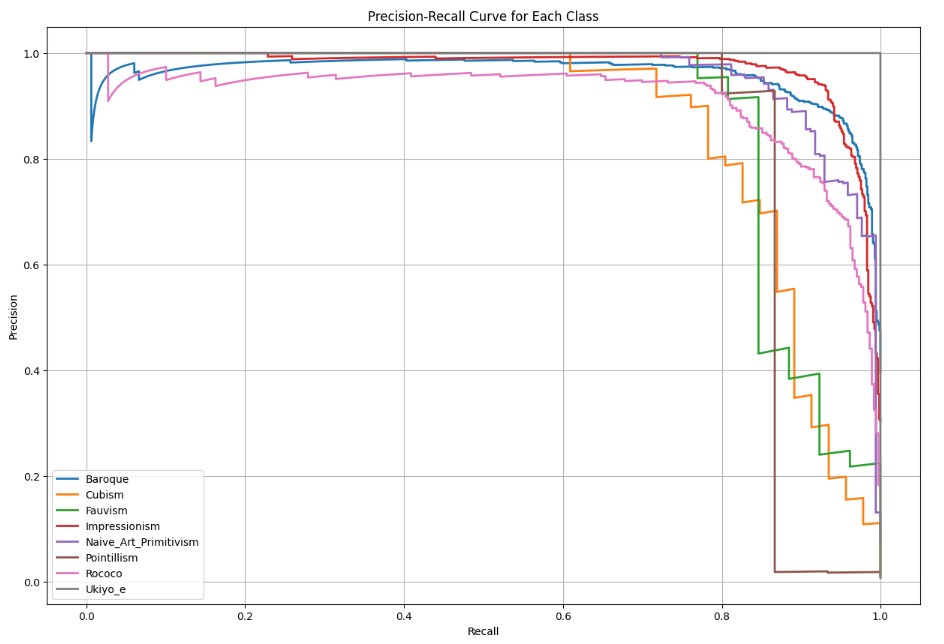 Precision-Recall Curve for Each Class
1.0
0.8
0.6
0.4
0.2
0.0
Precision
Baroque
Cubism
Fauvism
Impressionism
Naive_Art_Primitivism
Pointillism
Rococo
Ukiyo_e
0.0 0.2 0.4 0.6 0.8 1.0
Recall